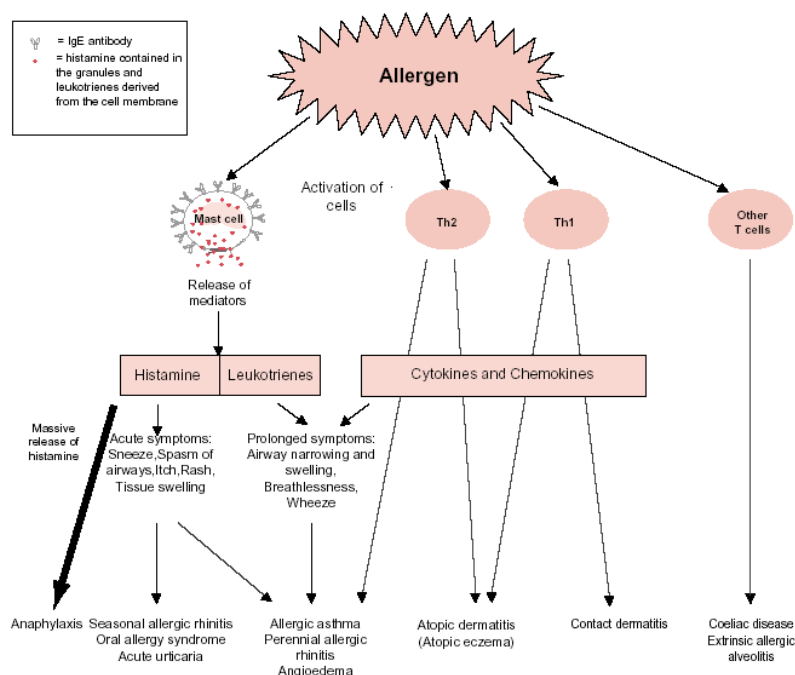 = IgE antibody
= histamine contained in
the granules and
leukotrienes derived
from the cell membrane
Allergen
Activation of
cells
Mast cell
Th2
Th1
Other
T cells
Release of
mediators
Histamine
Leukotrienes
Cytokines and Chemokines
Massive
release of
histamine
Acute symptoms:
Sneeze,Spasm of
airways,Itch,Rash,
Tissue swelling
Prolonged symptoms:
Airway narrowing and
swelling,
Breathlessness,
Wheeze
Anaphylaxis
Seasonal allergic rhinitis
Oral allergy syndrome
Acute urticaria
Allergic asthma
Perennial allergic
rhinitis
Angioedema
Atopic dermatitis
(Atopic eczema)
Contact dermatitis
Coeliac disease
Extrinsic allergic
alveolitis